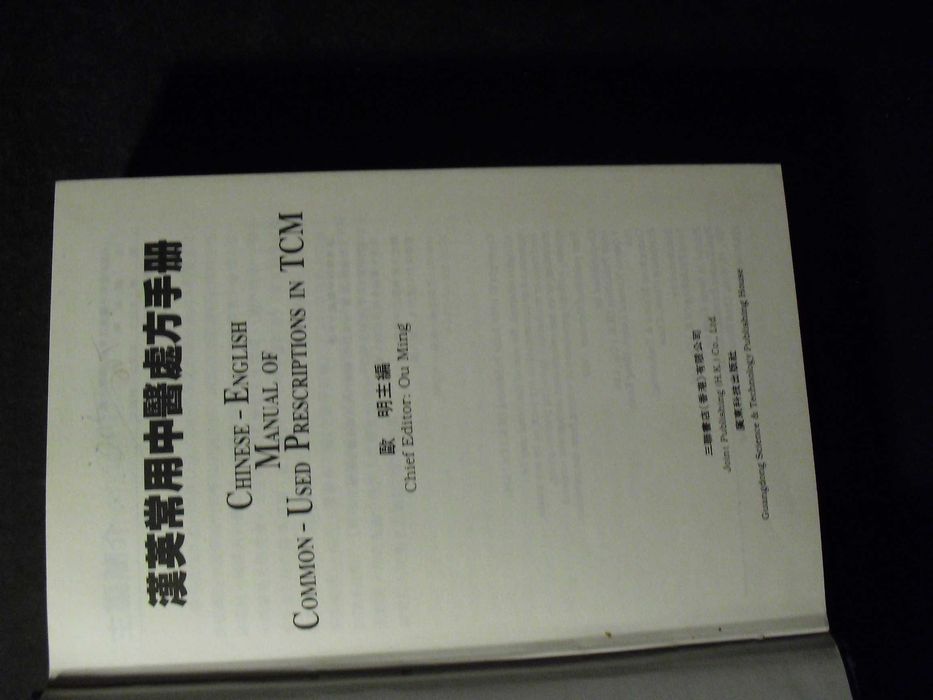 漢英常用中醫處方手册
CHINESE - ENGLISH
MANUAL OF
COMMON - USED PRESCRIPTIONS IN TCM
歐 明主編
Chief Editor: Ou Ming
三聯書店(香港)有限公司
Joint Publishing (H.K.) Co., Ltd
廣東科技出版社
Guangdong Science & Technology Publishing House